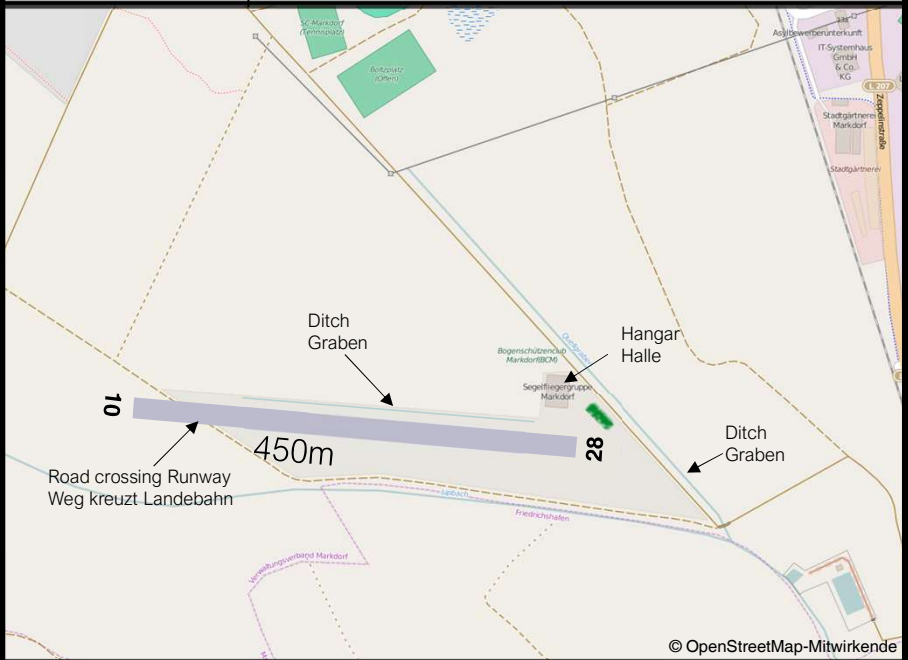 SC-Markdorf
(Tennisplatz)
Bolzplatz
(Offen)
134
Asylbewerberunterkunft
IT-Systemhaus
GmbH
& Co.
KG
L 207
Zeppelinstraße
Stadtgärtnerei
Markdorf
Stadtgärtnerei
Ditch
Graben
Hangar
Halle
Quellgraben
Bogenschützenclub
Markdorf(BCM)
Segelfliegergruppe
Markdorf
10
28
450m
Ditch
Graben
Road crossing Runway
Weg kreuzt Landebahn
Lipbach
Friedrichshafen
Verwaltungsverband Markdorf
© OpenStreetMap-Mitwirkende